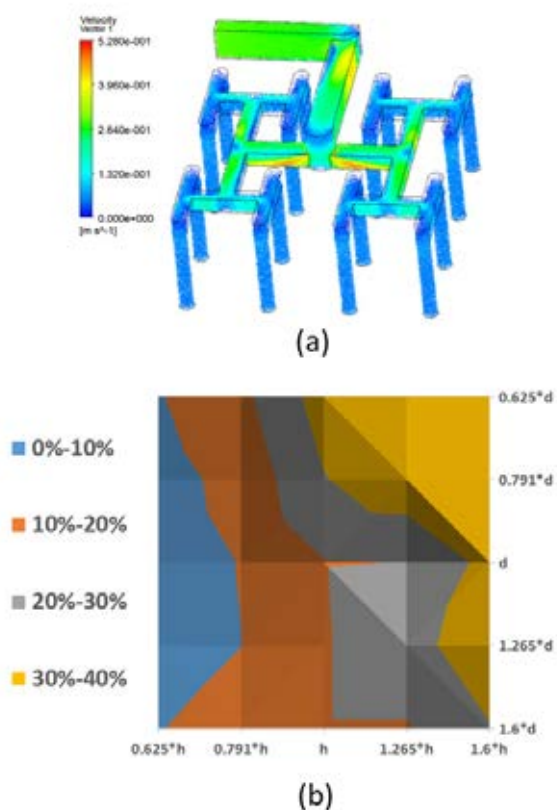 Velocity
Vector 1
5.280e-001
3.960e-001
2.640e-001
1.320e-001
0.000e+000
[m s^-1]
(a)
0%-10%
10%-20%
20%-30%
30%-40%
0.625*d
0.791*d
d
1.265*d
1.6*d
0.625*h
0.791*h
h
1.265*h
1.6*h
(b)